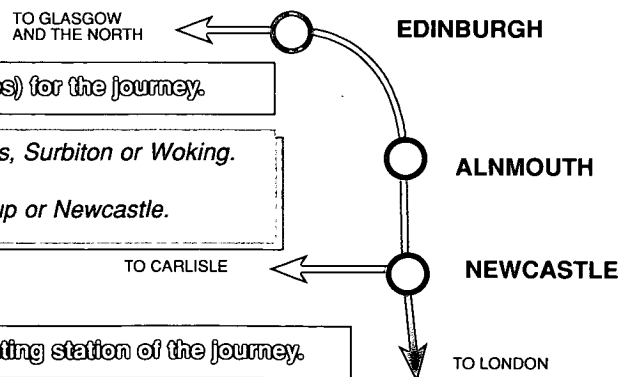 TO GLASGOW
AND THE NORTH
EDINBURGH
for the journey.
Surbiton or Woking.
ALNMOUTH
or Newcastle.
TO CARLISLE
NEWCASTLE
station of the journey.
TO LONDON